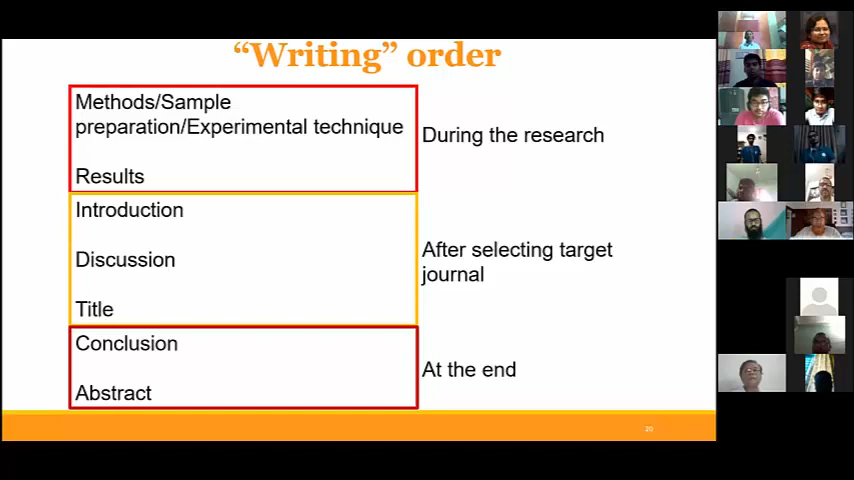 “Writing” order
Methods/Sample
preparation/Experimental technique
During the research
Results
Introduction
Discussion
After selecting target
journal
Title
Conclusion
At the end
Abstract
20